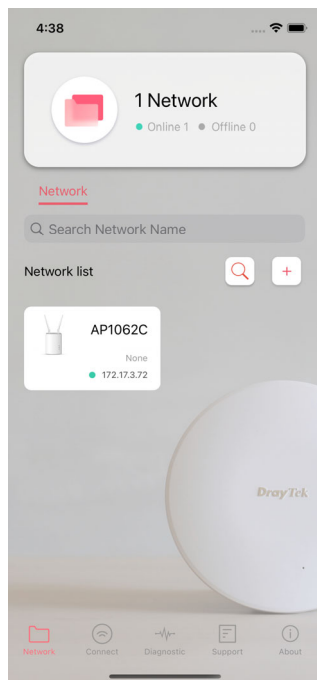 4:38
1 Network
Online 1 Offline 0
Network
Search Network Name
Network list
+
AP1062C
None
172.17.3.72
DrayTek
Network Connect Diagnostic Support About